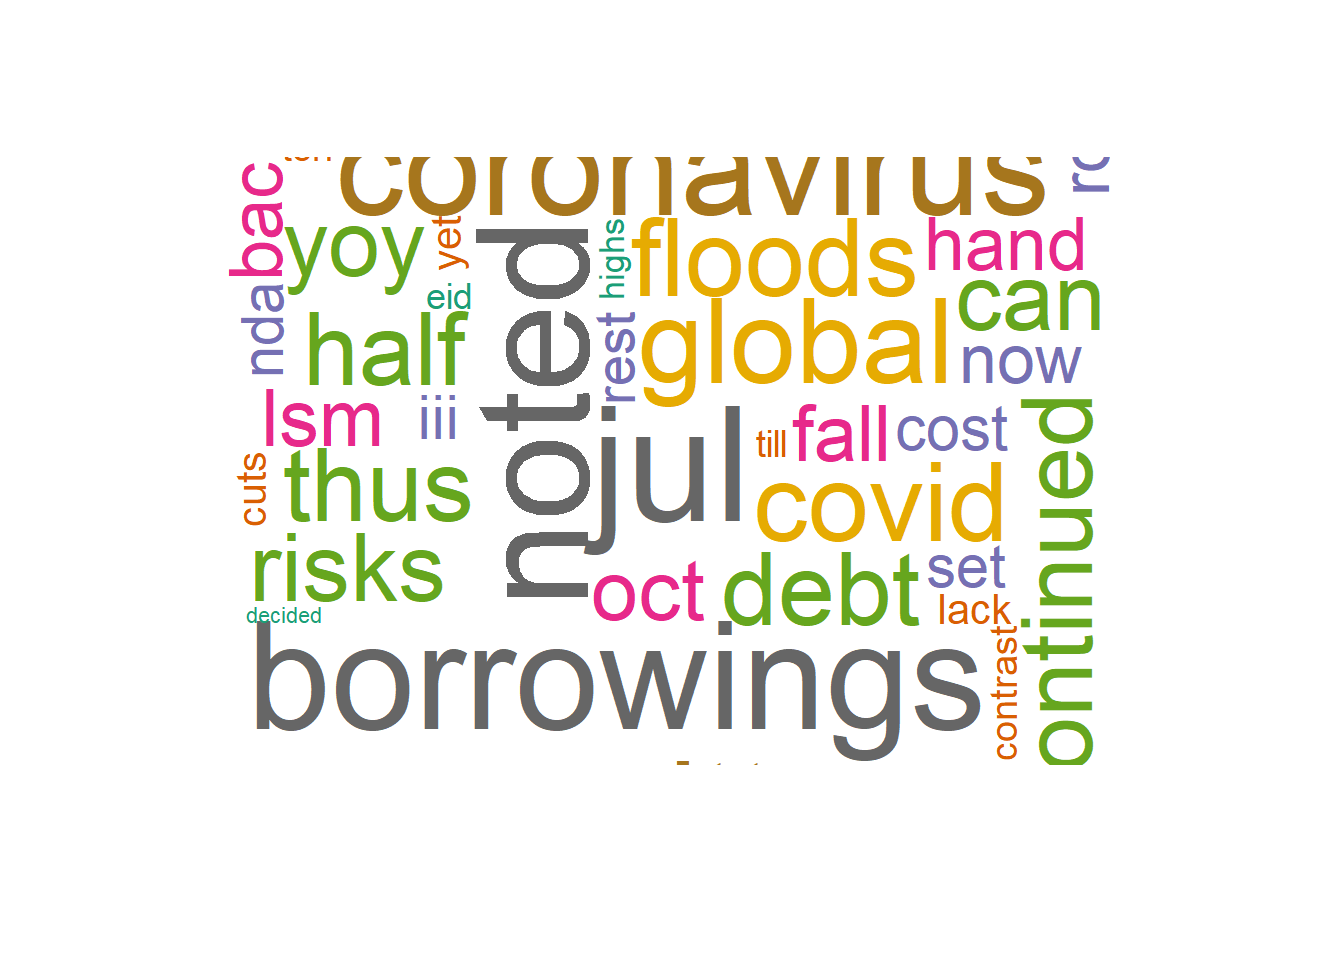 coronavirus
bac
yoy
yet
highs
floods
hand
nda
eid
can
half
noted
rest
global
now
lsm
iii
jul
till
fall
cost
cuts
thus
covid
ontinued
risks
oct
debt
set
decided
lack
borrowings
contrast